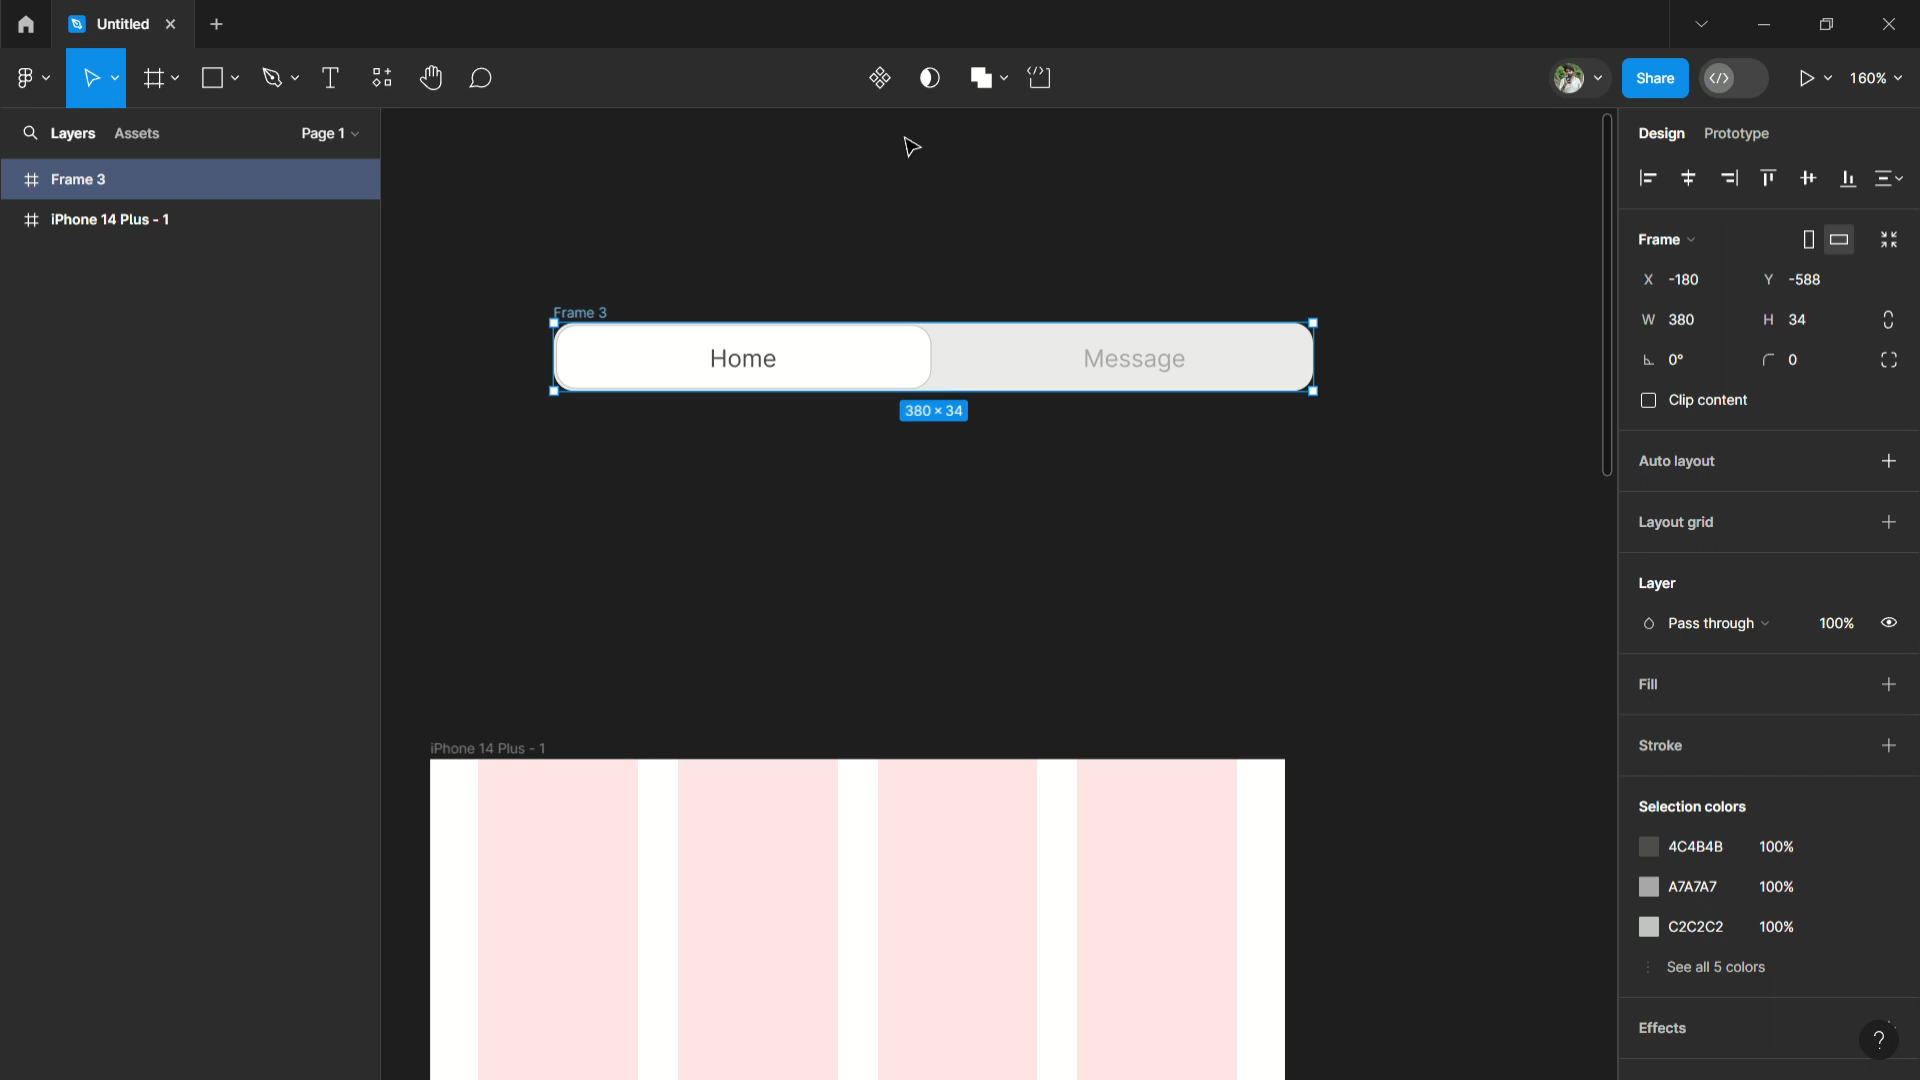 Untitled
Share
160%
Layers Assets Page 1
Frame 3
iPhone 14 Plus - 1
Frame 3
Home Message
380 × 34
iPhone 14 Plus - 1
Design Prototype
Frame
X -180 Y -588
W 380 H 34
0° 0
Clip content
Auto layout
Layout grid
Layer
Pass through 100%
Fill
Stroke
Selection colors
4C4B4B 100%
A7A7A7 100%
C2C2C2 100%
See all 5 colors
Effects
?